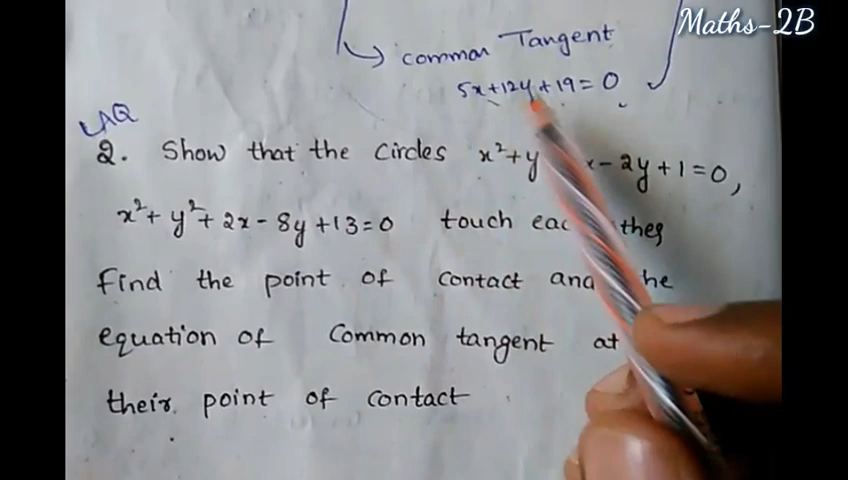 Maths-2B
common Tangent
5x+12y+19=0
2. Show that the circles x²+y x-2y+1=0,
x²+y²+2x-8y+13=0 touch eac
find the point of contact and
equation of common tangent at
their point of contact